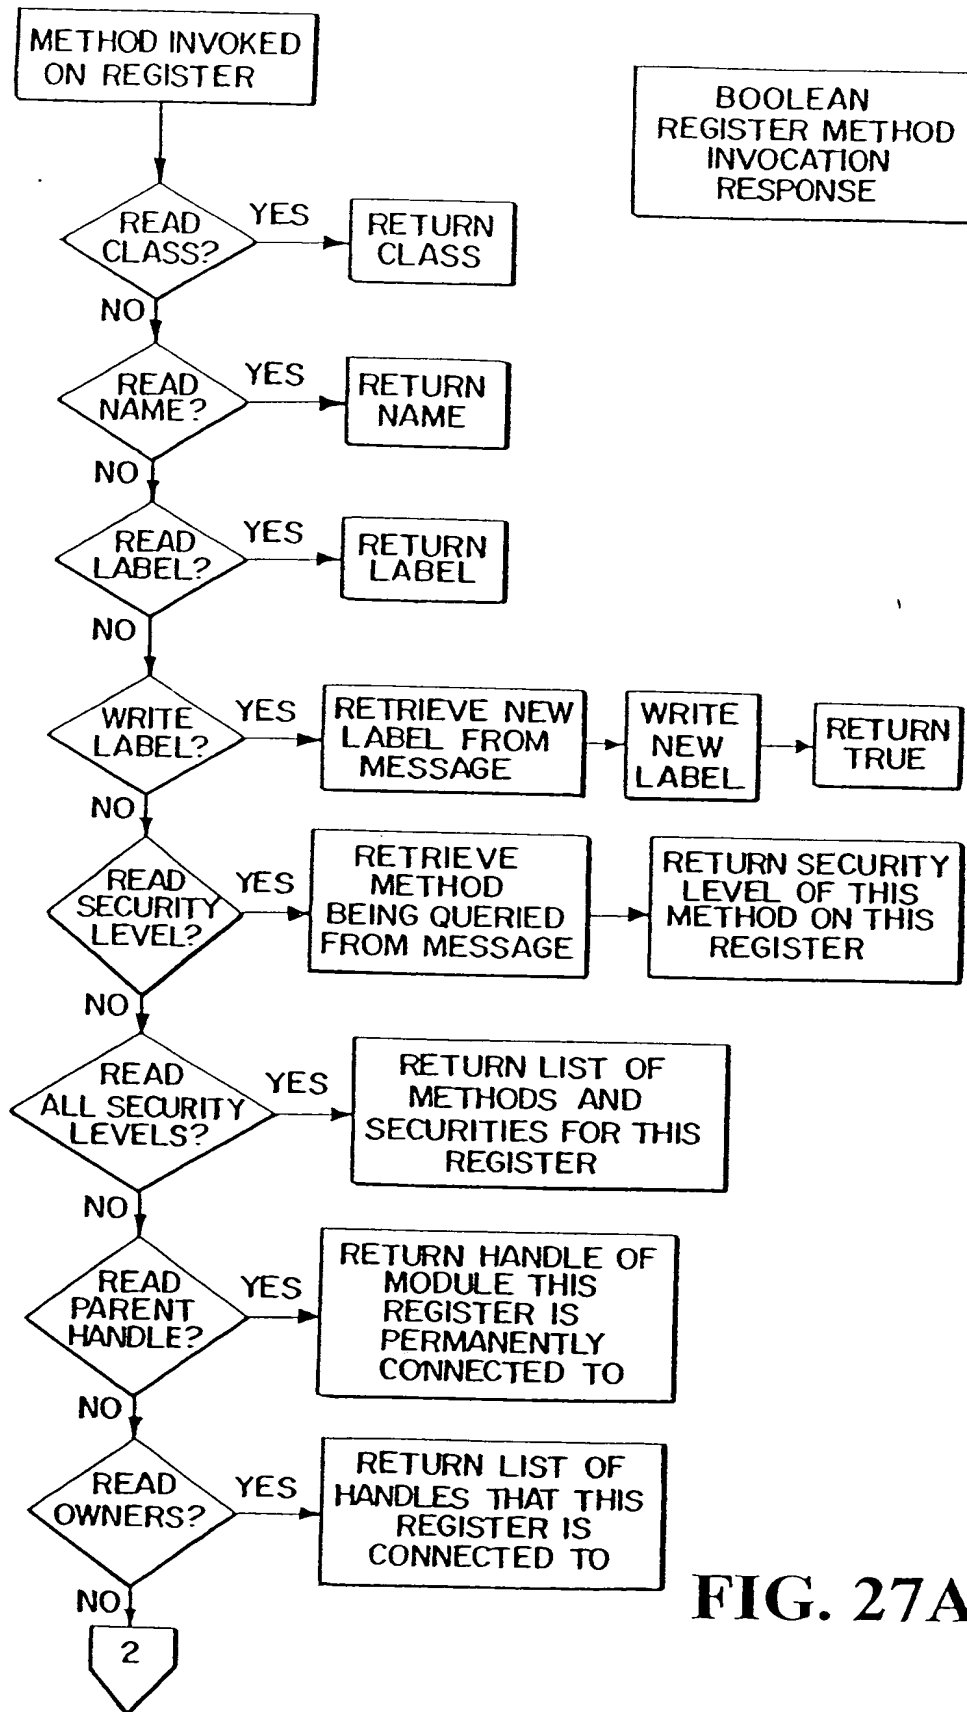 METHOD INVOKED
ON REGISTER
BOOLEAN
REGISTER METHOD
INVOCATION
RESPONSE
READ
CLASS?
YES
RETURN
CLASS
NO
READ
NAME?
YES
RETURN
NAME
NO
READ
LABEL?
YES
RETURN
LABEL
NO
WRITE
LABEL?
YES
RETRIEVE NEW
LABEL FROM
MESSAGE
WRITE
NEW
LABEL
RETURN
TRUE
NO
READ
SECURITY
LEVEL?
YES
RETRIEVE
METHOD
BEING QUERIED
FROM MESSAGE
RETURN SECURITY
LEVEL OF THIS
METHOD ON THIS
REGISTER
NO
READ
ALL SECURITY
LEVELS?
YES
RETURN LIST OF
METHODS AND
SECURITIES FOR THIS
REGISTER
NO
READ
PARENT
HANDLE?
YES
RETURN HANDLE OF
MODULE THIS
REGISTER IS
PERMANENTLY
CONNECTED TO
NO
READ
OWNERS?
YES
RETURN LIST OF
HANDLES THAT THIS
REGISTER IS
CONNECTED TO
NO
2
FIG. 27A